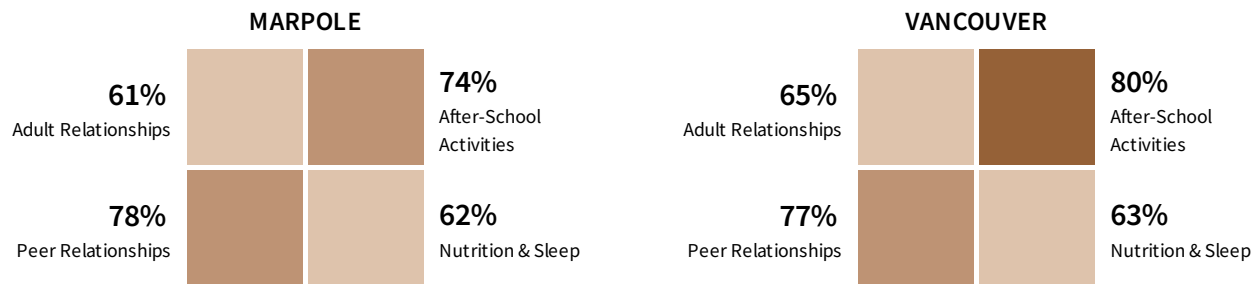 MARPOLE
61%
Adult Relationships
74%
After-School
Activities
78%
Peer Relationships
62%
Nutrition & Sleep
VANCOUVER
65%
Adult Relationships
80%
After-School
Activities
77%
Peer Relationships
63%
Nutrition & Sleep